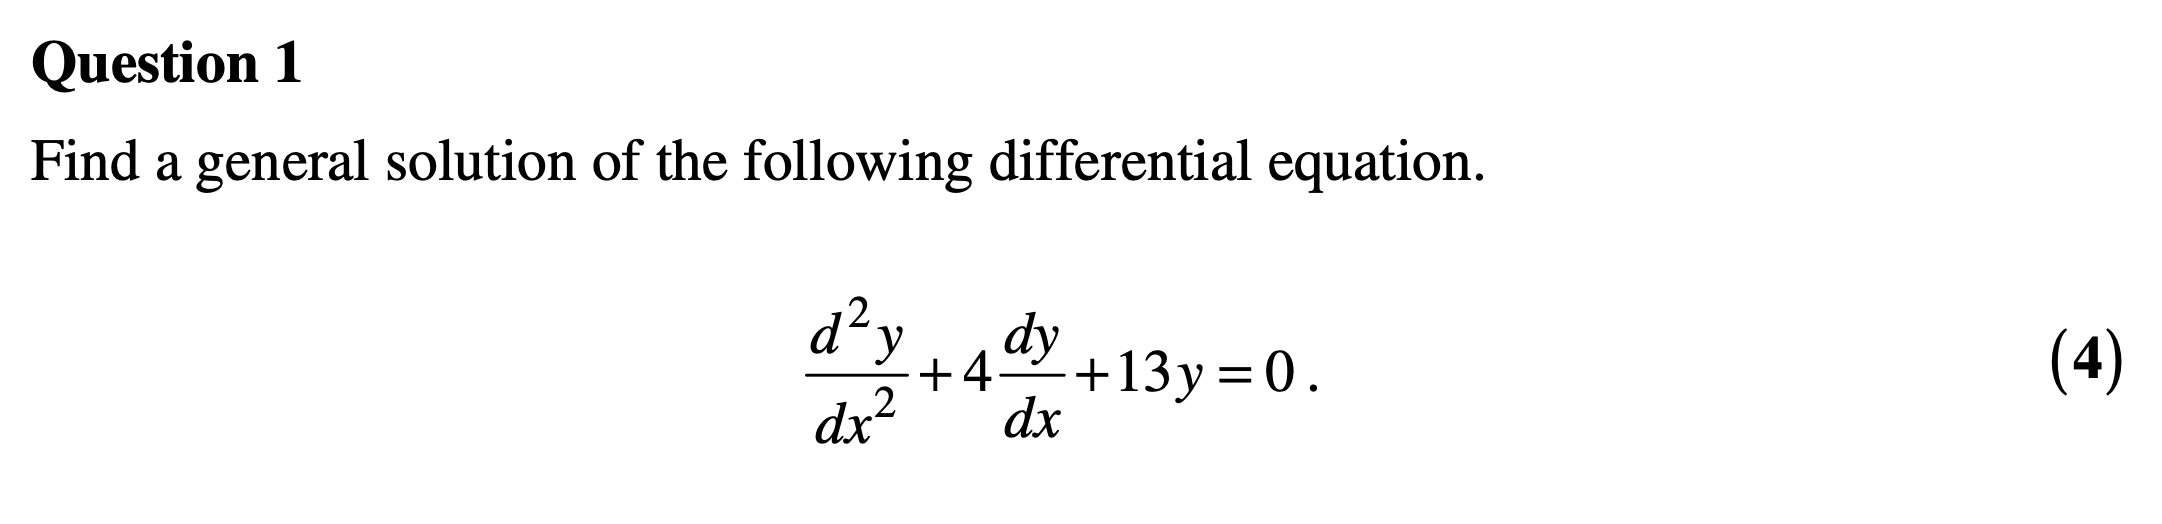 Question 1
Find a general solution of the following differential equation.
d²y/dx² + 4 dy/dx + 13y = 0 . (4)